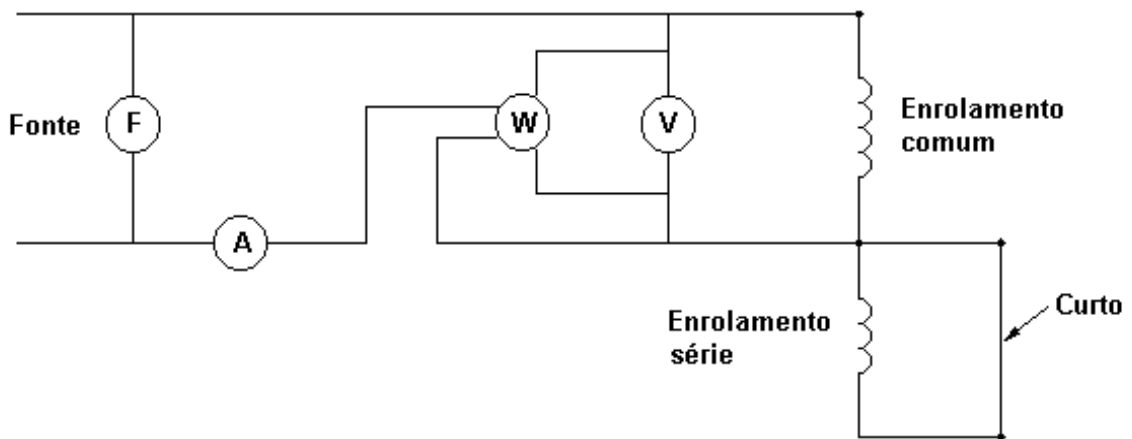 Fonte
F
A
W
V
Enrolamento
comum
Enrolamento
série
Curto